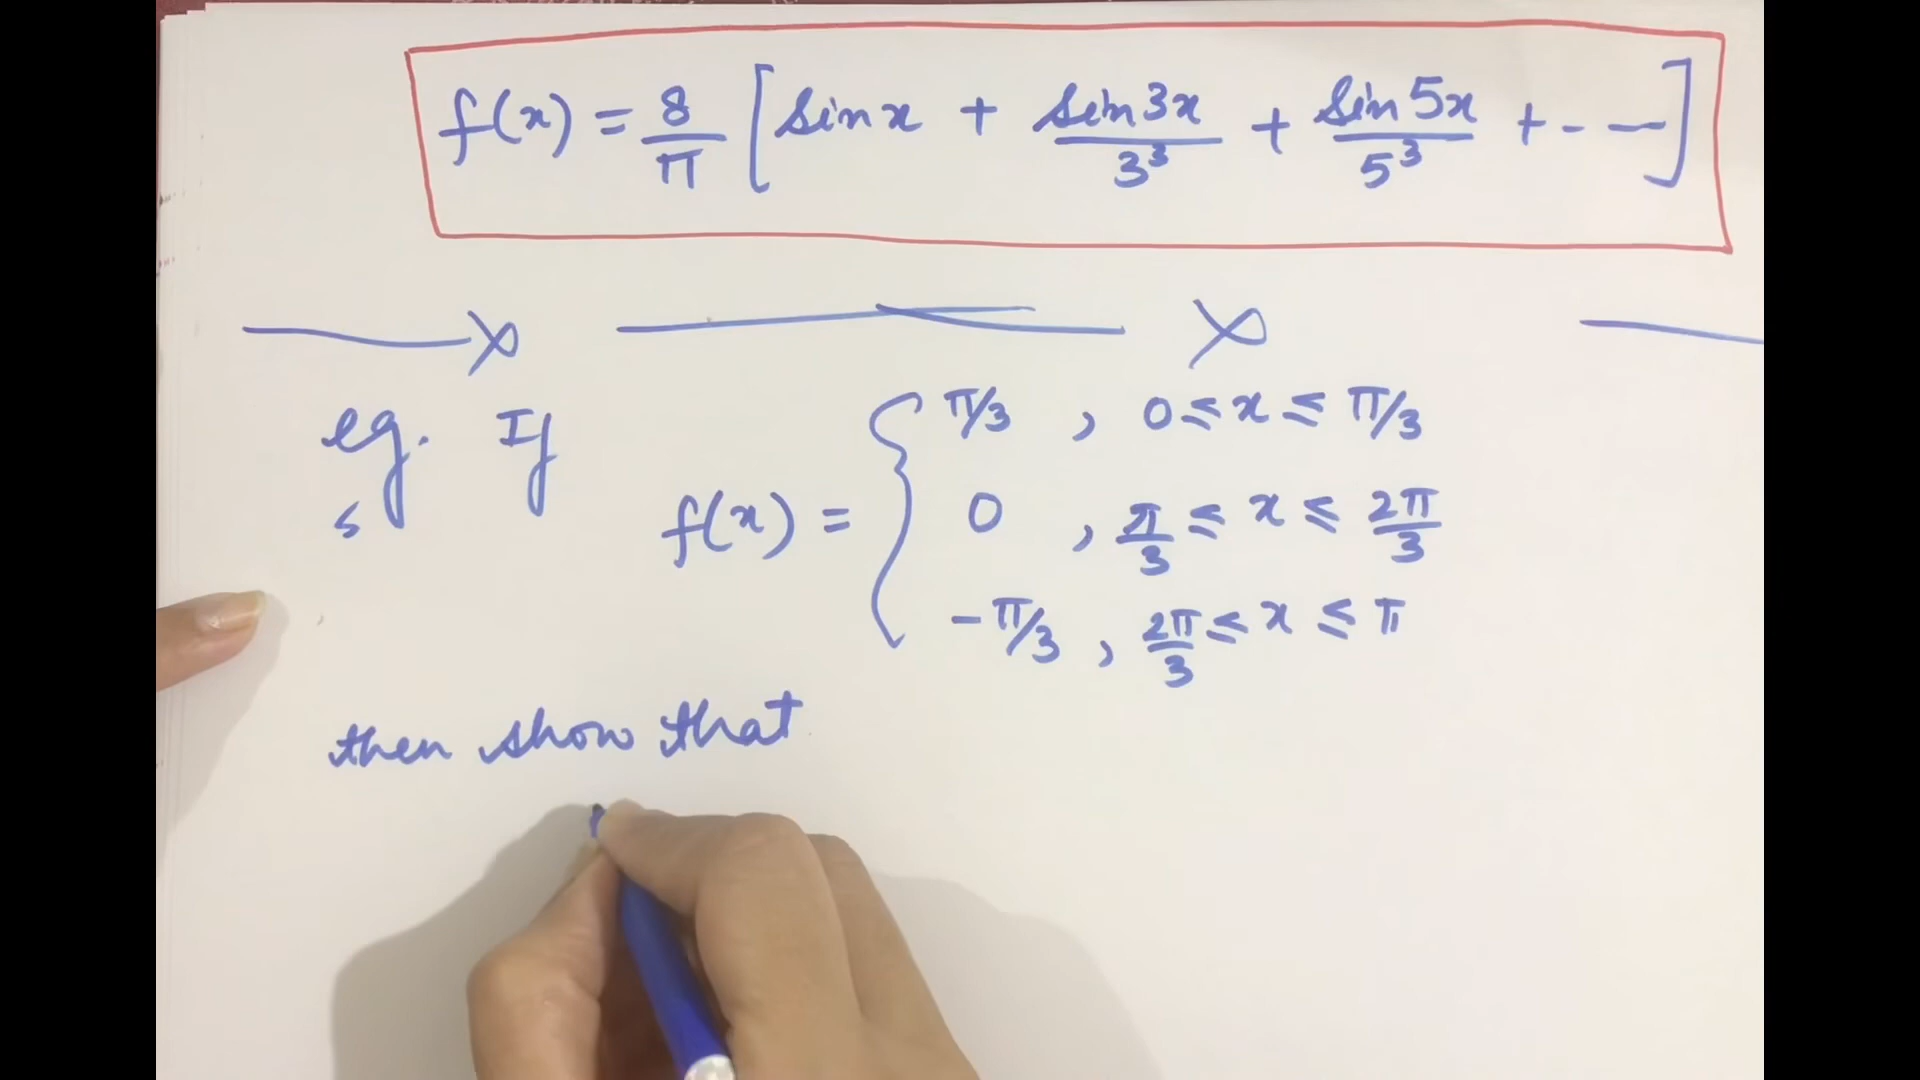 f(x) = 8/π [sin x + sin 3x/3³ + sin 5x/5³ + - —]
eg. If
π/3 , 0 ≤ x ≤ π/3
s
f(x) = { 0 , π/3 ≤ x ≤ 2π/3
-π/3 , 2π/3 ≤ x ≤ π
then show that